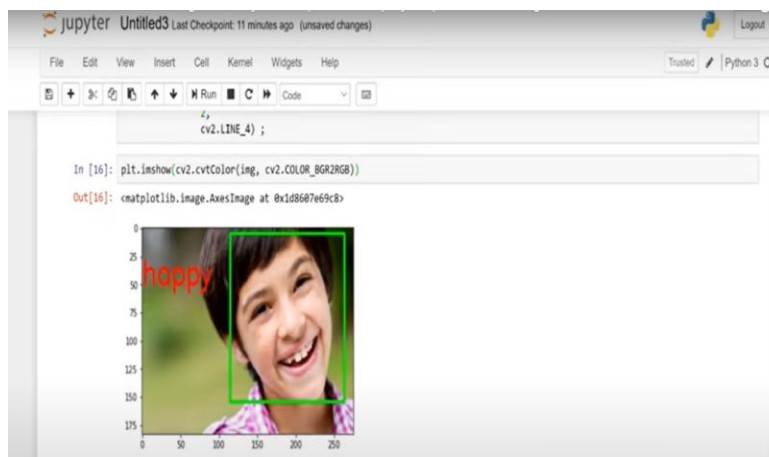 jupyter Untitled3 Last Checkpoint: 11 minutes ago (unsaved changes) Logout
File Edit View Insert Cell Kernel Widgets Help Trusted Python 3
Run Code
2,
cv2.LINE_4) ;
In [16]: plt.imshow(cv2.cvtColor(img, cv2.COLOR_BGR2RGB))
Out[16]: <matplotlib.image.AxesImage at 0x1d8607e69c8>
0
25
happy
50
75
100
125
150
175
0 50 100 150 200 250